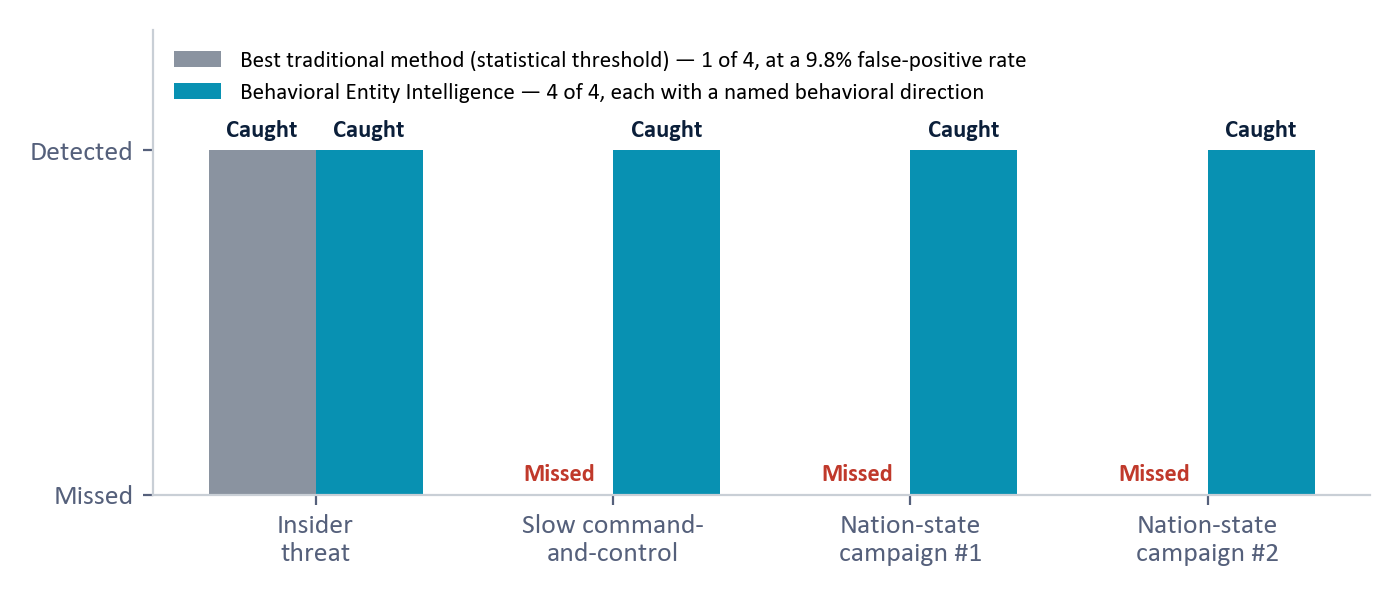 Best traditional method (statistical threshold) — 1 of 4, at a 9.8% false-positive rate
Behavioral Entity Intelligence — 4 of 4, each with a named behavioral direction
Caught Caught Caught Caught Caught
Detected
Missed Missed Missed
Missed
Insider
threat
Slow command-
and-control
Nation-state
campaign #1
Nation-state
campaign #2